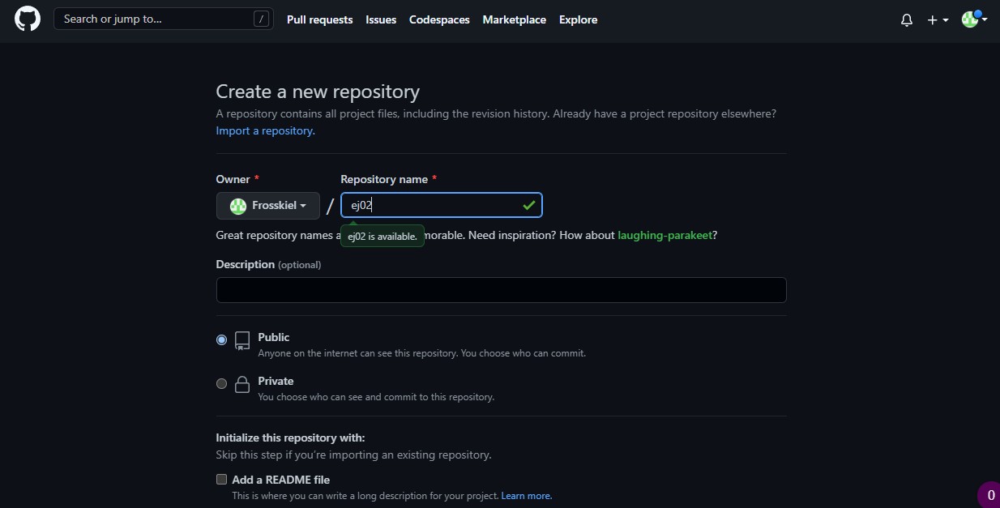 Search or jump to... /
Pull requests Issues Codespaces Marketplace Explore
Create a new repository
A repository contains all project files, including the revision history. Already have a project repository elsewhere?
Import a repository.
Owner * Repository name *
Frosskiel / ej02
Great repository names a morable. Need inspiration? How about laughing-parakeet?
ej02 is available.
Description (optional)
Public
Anyone on the internet can see this repository. You choose who can commit.
Private
You choose who can see and commit to this repository.
Initialize this repository with:
Skip this step if you're importing an existing repository.
Add a README file
This is where you can write a long description for your project. Learn more.
0